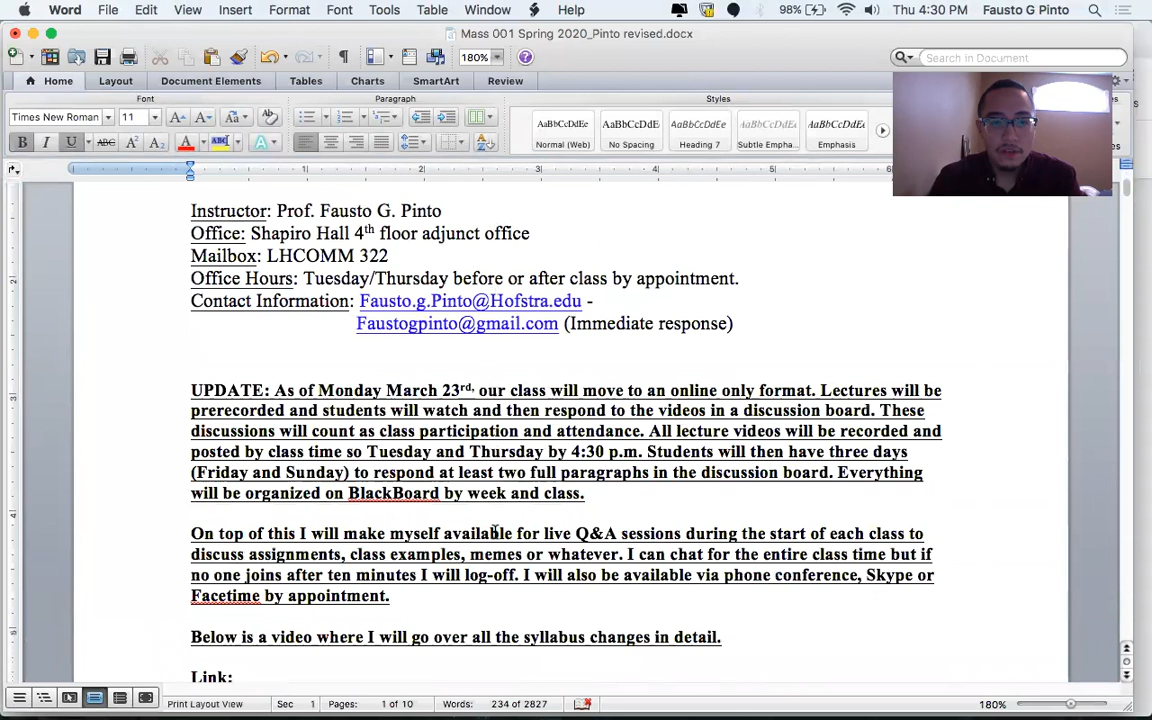 Word File Edit View Insert Format Font Tools Table Window Help 98% Thu 4:30 PM Fausto G Pinto
Mass 001 Spring 2020_Pinto revised.docx
180% Search in Document
Home Layout Document Elements Tables Charts SmartArt Review
Font Paragraph Styles
Times New Roman 11
AaBbCcDdE AaBbCcDdE AaBbCcDdEe AaBbCcDdE AaBbCcDdEe
Normal (Web) No Spacing Heading 7 Subtle Empha... Emphasis
1 2 3 4 5
Instructor: Prof. Fausto G. Pinto
Office: Shapiro Hall 4th floor adjunct office
Mailbox: LHCOMM 322
Office Hours: Tuesday/Thursday before or after class by appointment.
Contact Information: Fausto.g.Pinto@Hofstra.edu -
Faustogpinto@gmail.com (Immediate response)
UPDATE: As of Monday March 23rd, our class will move to an online only format. Lectures will be
prerecorded and students will watch and then respond to the videos in a discussion board. These
discussions will count as class participation and attendance. All lecture videos will be recorded and
posted by class time so Tuesday and Thursday by 4:30 p.m. Students will then have three days
(Friday and Sunday) to respond at least two full paragraphs in the discussion board. Everything
will be organized on BlackBoard by week and class.
On top of this I will make myself available for live Q&A sessions during the start of each class to
discuss assignments, class examples, memes or whatever. I can chat for the entire class time but if
no one joins after ten minutes I will log-off. I will also be available via phone conference, Skype or
Facetime by appointment.
Below is a video where I will go over all the syllabus changes in detail.
Link:
Print Layout View Sec 1 Pages: 1 of 10 Words: 234 of 2827 180%